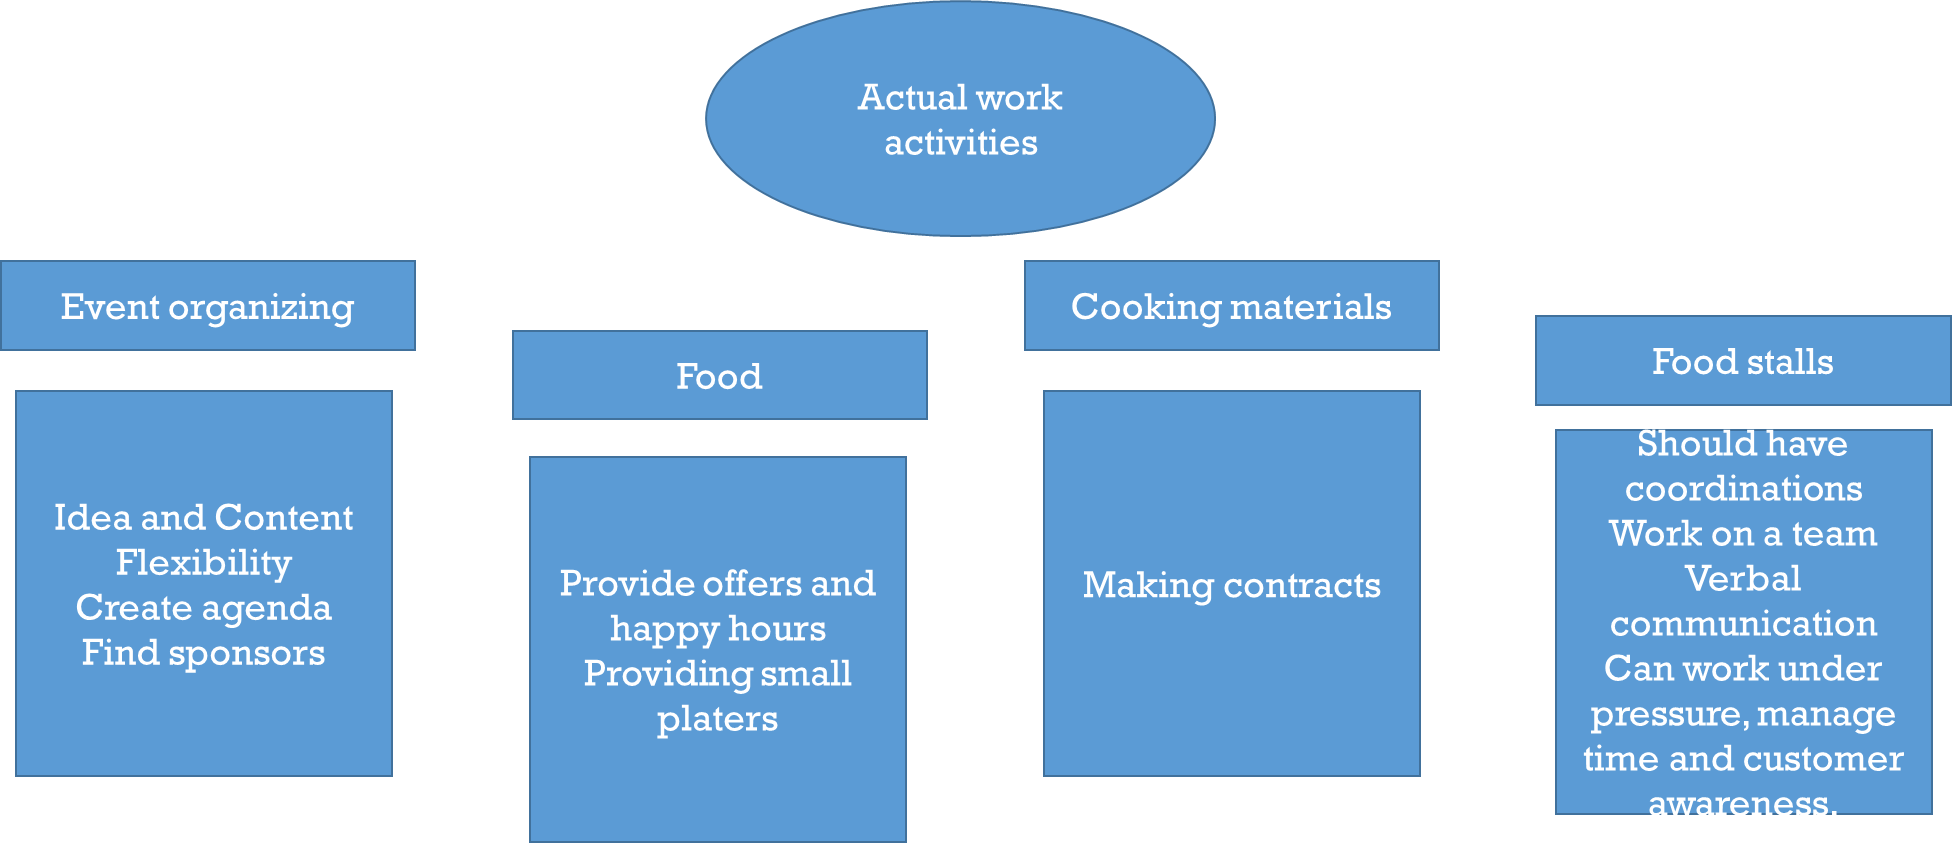 Actual work
activities
Event organizing
Idea and Content
Flexibility
Create agenda
Find sponsors
Food
Provide offers and
happy hours
Providing small
platers
Cooking materials
Making contracts
Food stalls
Should have
coordinations
Work on a team
Verbal
communication
Can work under
pressure, manage
time and customer
awareness.